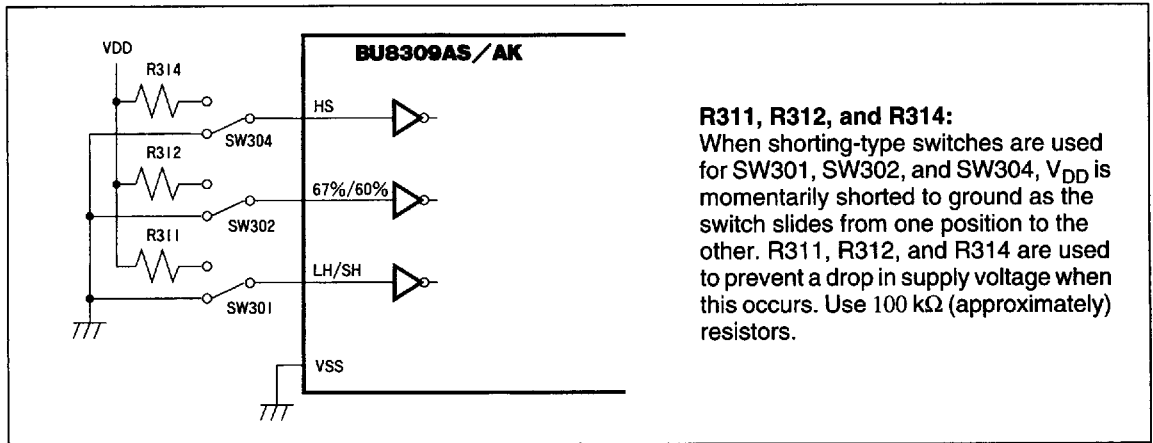 BU8309AS/AK
VDD
R314
HS
SW304
R312
67%/60%
SW302
R311
LH/SH
SW301
VSS
R311, R312, and R314:
When shorting-type switches are used
for SW301, SW302, and SW304, VDD is
momentarily shorted to ground as the
switch slides from one position to the
other. R311, R312, and R314 are used
to prevent a drop in supply voltage when
this occurs. Use 100 kΩ (approximately)
resistors.